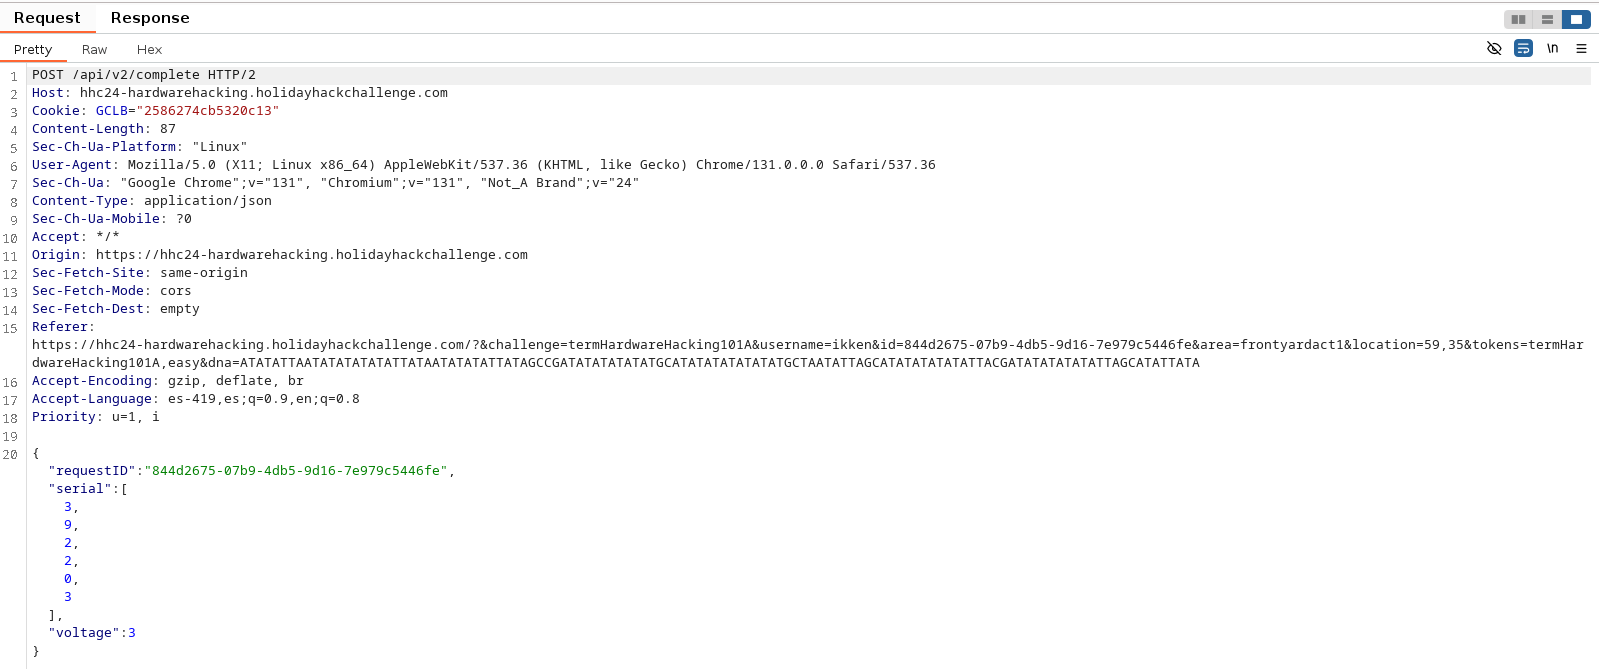 Request Response
Pretty Raw Hex \n
1 POST /api/v2/complete HTTP/2
2 Host: hhc24-hardwarehacking.holidayhackchallenge.com
3 Cookie: GCLB="2586274cb5320c13"
4 Content-Length: 87
5 Sec-Ch-Ua-Platform: "Linux"
6 User-Agent: Mozilla/5.0 (X11; Linux x86_64) AppleWebKit/537.36 (KHTML, like Gecko) Chrome/131.0.0.0 Safari/537.36
7 Sec-Ch-Ua: "Google Chrome";v="131", "Chromium";v="131", "Not_A Brand";v="24"
8 Content-Type: application/json
9 Sec-Ch-Ua-Mobile: ?0
10 Accept: */*
11 Origin: https://hhc24-hardwarehacking.holidayhackchallenge.com
12 Sec-Fetch-Site: same-origin
13 Sec-Fetch-Mode: cors
14 Sec-Fetch-Dest: empty
15 Referer:
https://hhc24-hardwarehacking.holidayhackchallenge.com/?&challenge=termHardwareHacking101A&username=ikken&id=844d2675-07b9-4db5-9d16-7e979c5446fe&area=frontyardact1&location=59,35&tokens=termHar
dwareHacking101A,easy&dna=ATATATTAATATATATATATTATAATATATATTATAGCCGATATATATATATGCATATATATATATATGCTAATATTAGCATATATATATATTACGATATATATATATTAGCATATTATA
16 Accept-Encoding: gzip, deflate, br
17 Accept-Language: es-419,es;q=0.9,en;q=0.8
18 Priority: u=1, i
19
20 {
"requestID":"844d2675-07b9-4db5-9d16-7e979c5446fe",
"serial":[
3,
9,
2,
2,
0,
3
],
"voltage":3
}